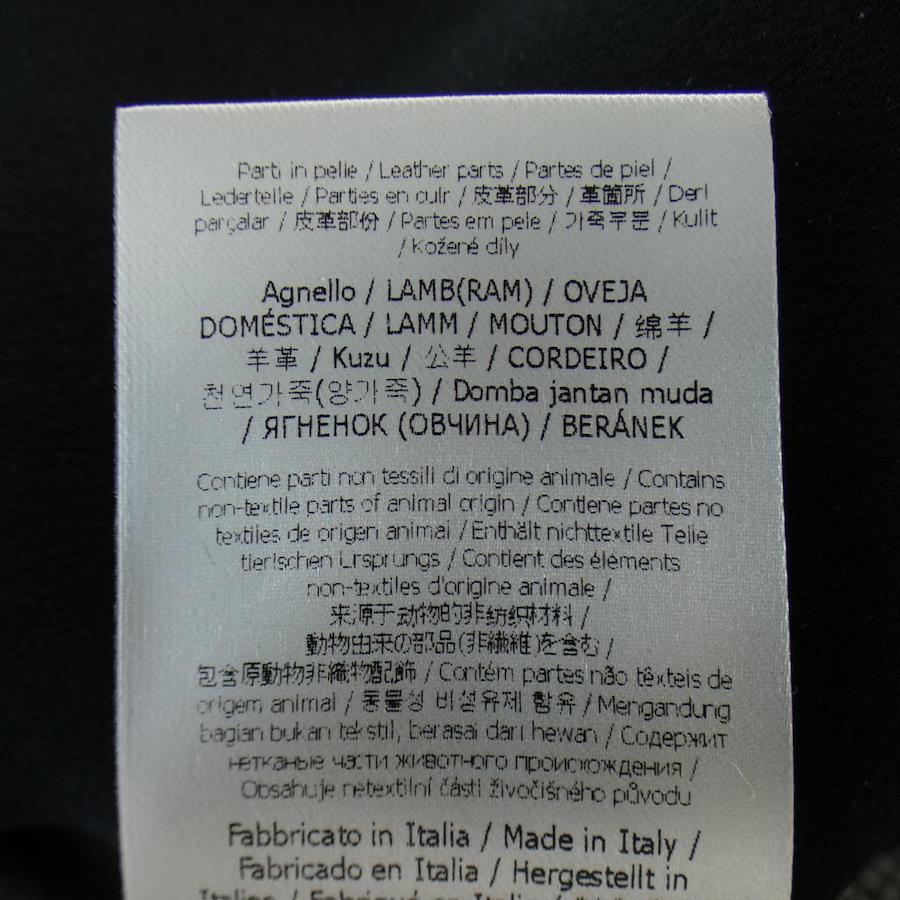 Parti in pelle / Leather parts / Partes de piel /
Lederteile / Parties en cuir / 皮革部分 / 革箇所 / Deri
parçalar / 皮革部份 / Partes em pele / 가죽부분 / Kulit
/ Kožené díly
Agnello / LAMB(RAM) / OVEJA
DOMÉSTICA / LAMM / MOUTON / 绵羊 /
羊革 / Kuzu / 公羊 / CORDEIRO /
천연가죽(양가죽) / Domba jantan muda
/ ЯГНЕНОК (ОВЧИНА) / BERÁNEK
Contiene parti non tessili di origine animale / Contains
non-textile parts of animal origin / Contiene partes no
textiles de origen animal / Enthält nichttextile Teile
tierischen Ursprungs / Contient des éléments
non-textiles d'origine animale /
来源于动物的非纺织材料 /
動物由来の部品(非繊維)を含む /
包含原動物非織物配飾 / Contém partes não têxteis de
origem animal / 동물성 비섬유제 함유 / Mengandung
bagian bukan tekstil, berasal dari hewan / Содержит
нетканые части животного происхождения /
Obsahuje netextilní části živočišného původu
Fabbricato in Italia / Made in Italy /
Fabricado en Italia / Hergestellt in
Italien / Fabriqué en Italie /